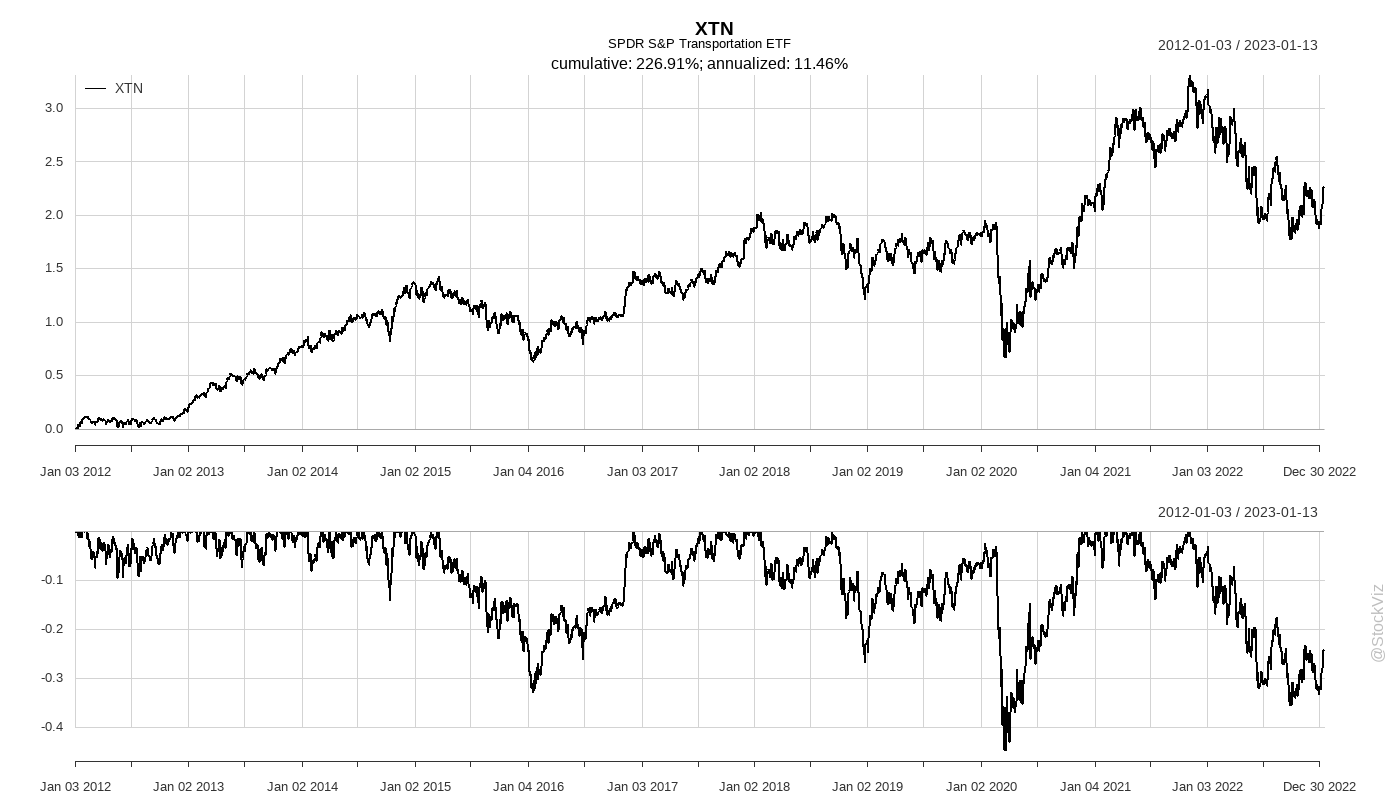 XTN
SPDR S&P Transportation ETF
cumulative: 226.91%; annualized: 11.46%
2012-01-03 / 2023-01-13
XTN
3.0
2.5
2.0
1.5
1.0
0.5
0.0
Jan 03 2012 Jan 02 2013 Jan 02 2014 Jan 02 2015 Jan 04 2016 Jan 03 2017 Jan 02 2018 Jan 02 2019 Jan 02 2020 Jan 04 2021 Jan 03 2022 Dec 30 2022
2012-01-03 / 2023-01-13
-0.1
-0.2
-0.3
-0.4
Jan 03 2012 Jan 02 2013 Jan 02 2014 Jan 02 2015 Jan 04 2016 Jan 03 2017 Jan 02 2018 Jan 02 2019 Jan 02 2020 Jan 04 2021 Jan 03 2022 Dec 30 2022
@StockViz